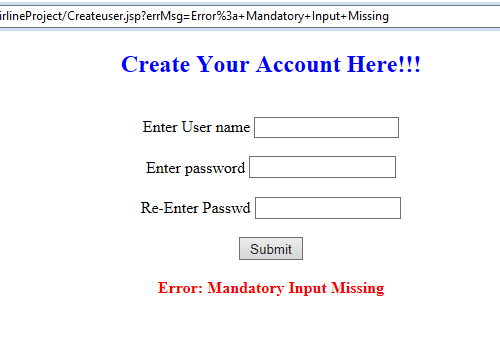 irlineProject/Createuser.jsp?errMsg=Error%3a+Mandatory+Input+Missing
Create Your Account Here!!!
Enter User name
Enter password
Re-Enter Passwd
Submit
Error: Mandatory Input Missing